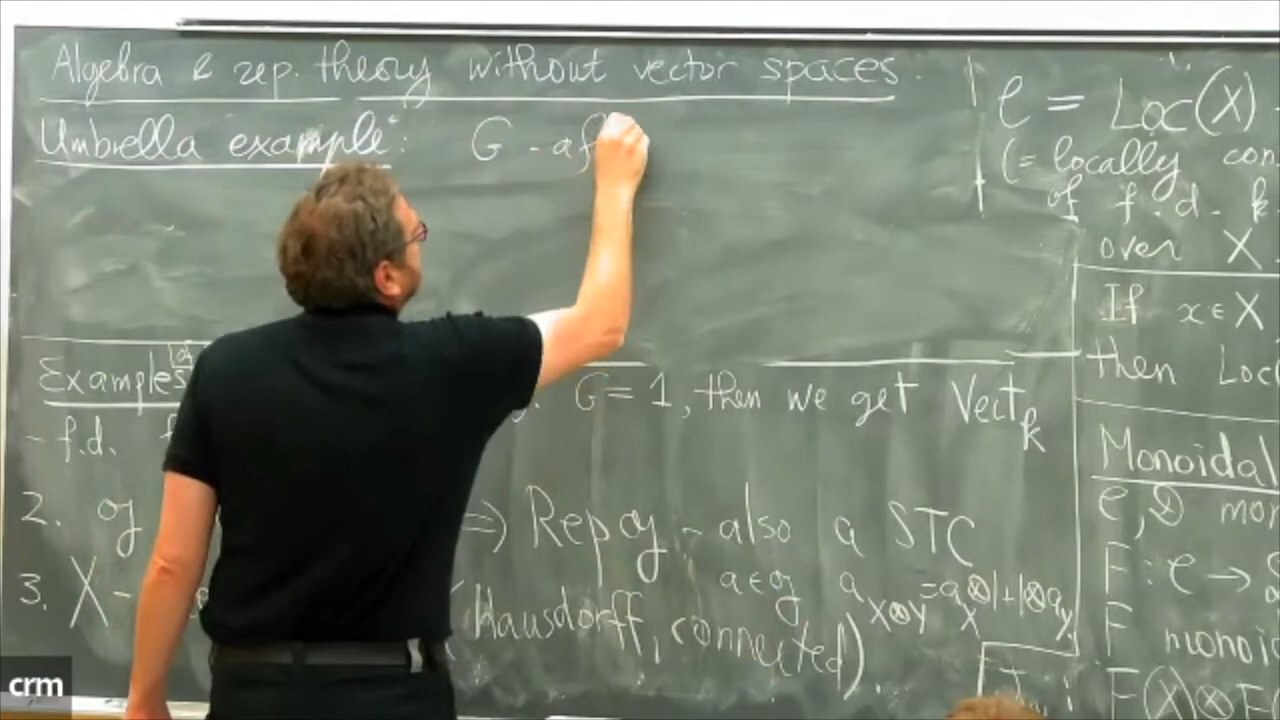 Algebra & rep. theory without vector spaces.
Umbrella example: G - af
Examples
G=1, then we get Vect_k
- f.d.
2. 𝔤 ⇒ Rep 𝔤 - also a STC
a∈𝔤 a_{X⊗Y} = a_X⊗1+1⊗a_Y
3. X - (Hausdorff, connected).
C = Loc(X)
(= locally con
of f.d. k
over X
If x∈X
then Loc(
Monoidal
C, D mon
F: C →
F monoi
F(X)⊗F(
crm